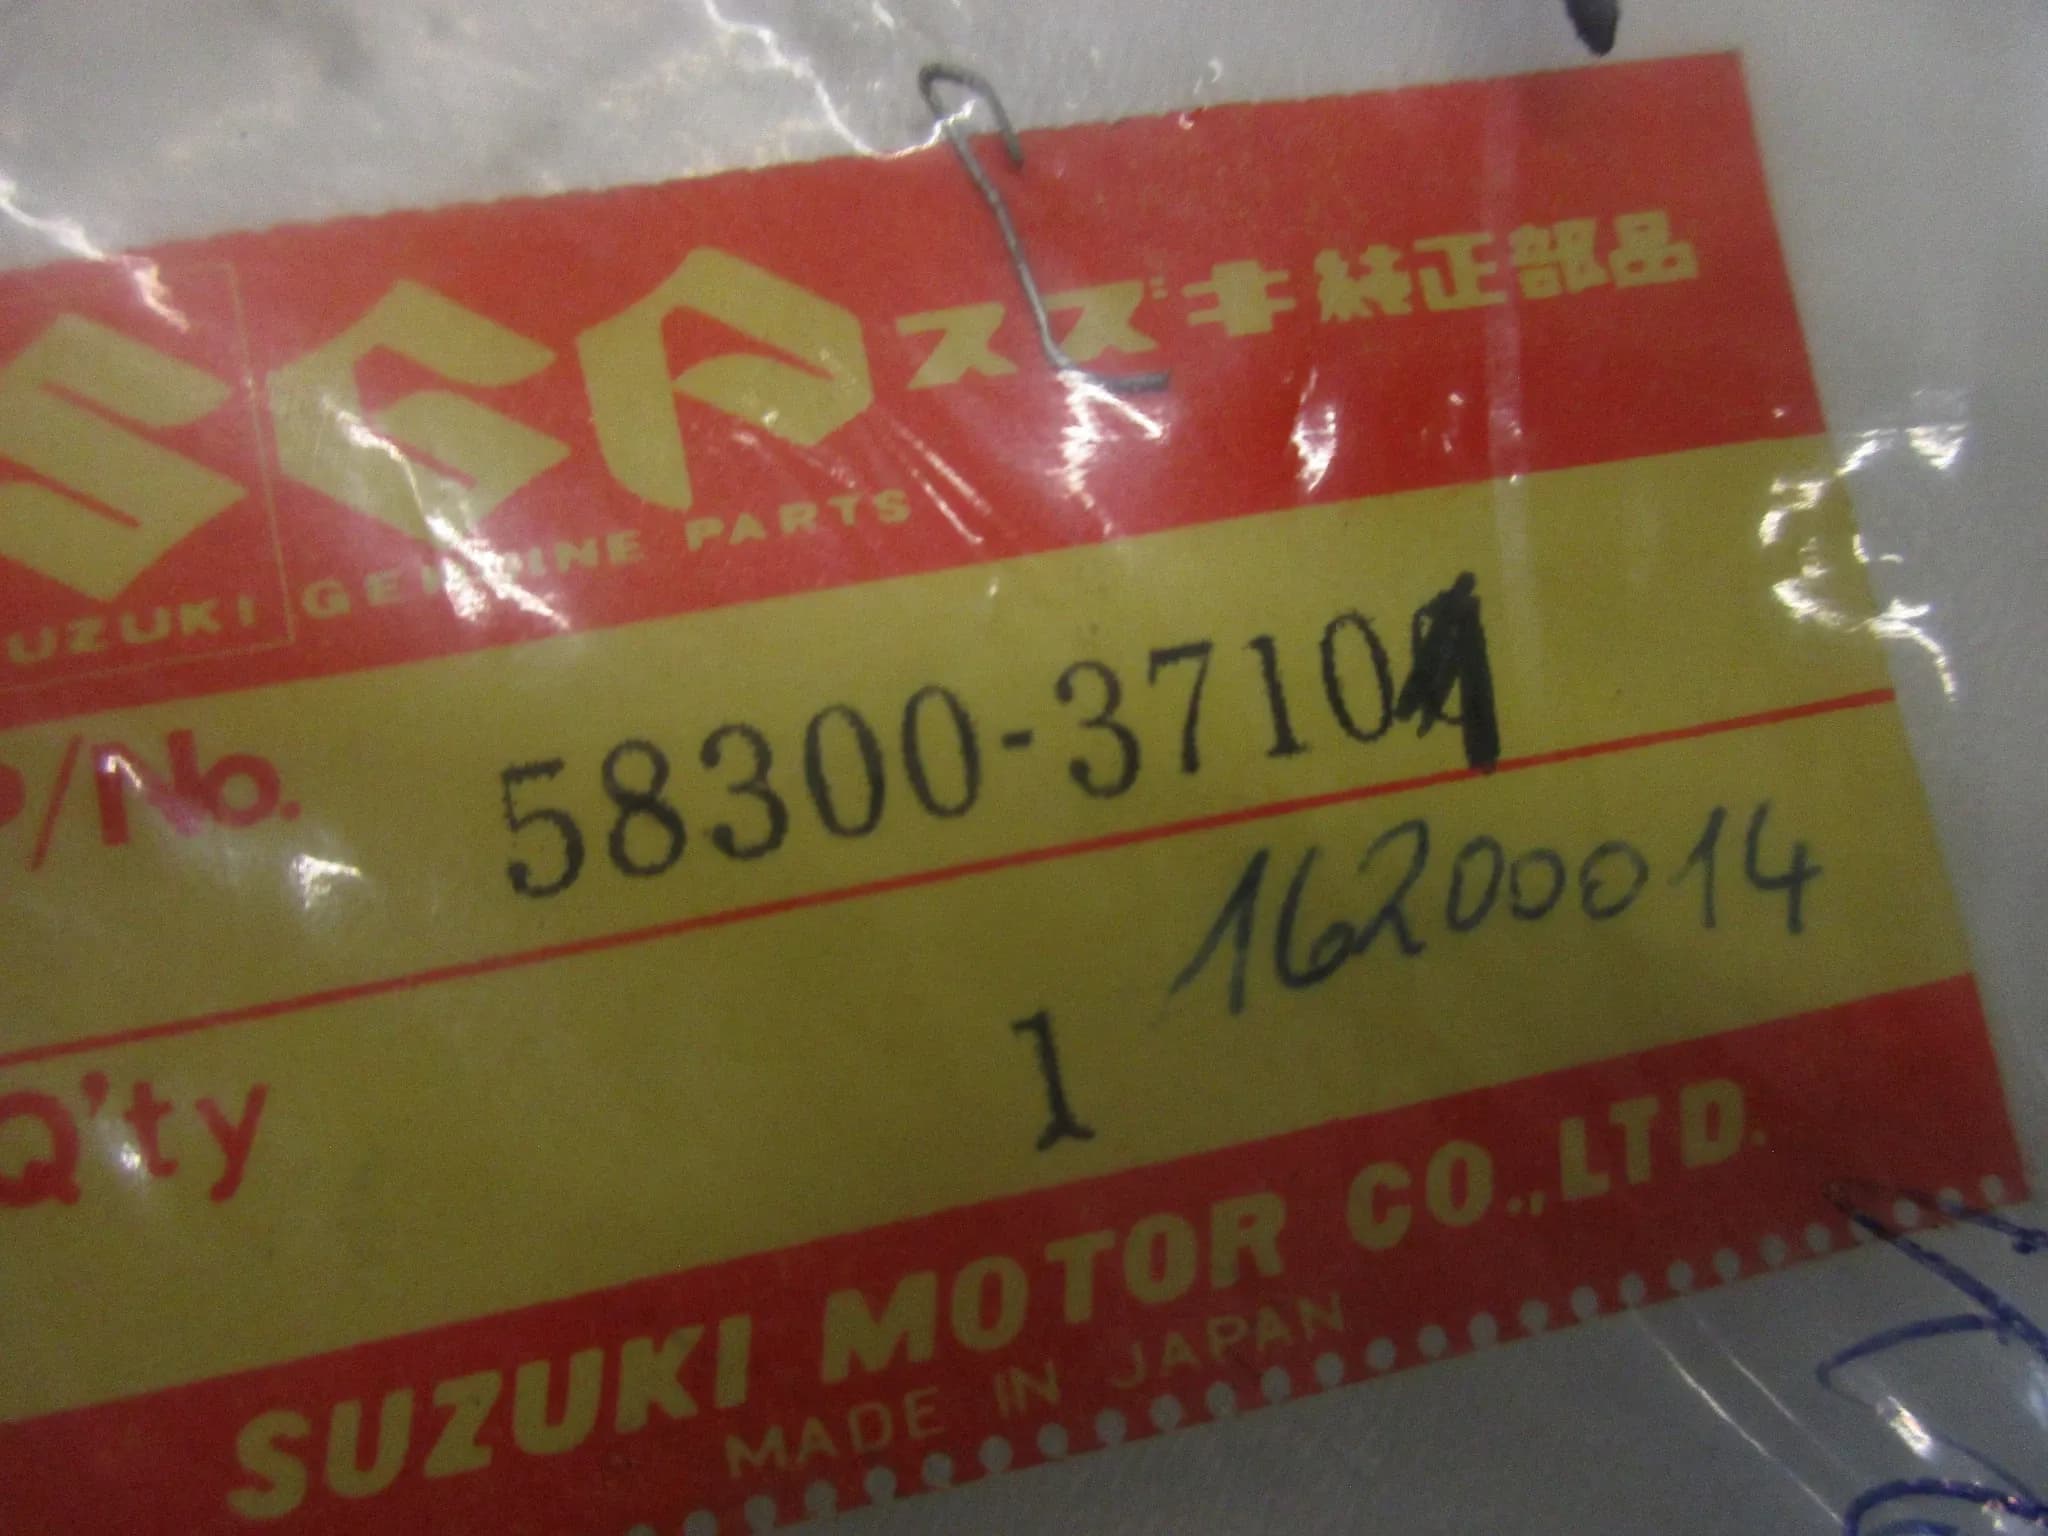 SGP スズキ純正部品
SUZUKI GENUINE PARTS
P/No. 58300-37101
16200014
Q'ty 1
SUZUKI MOTOR CO., LTD.
MADE IN JAPAN